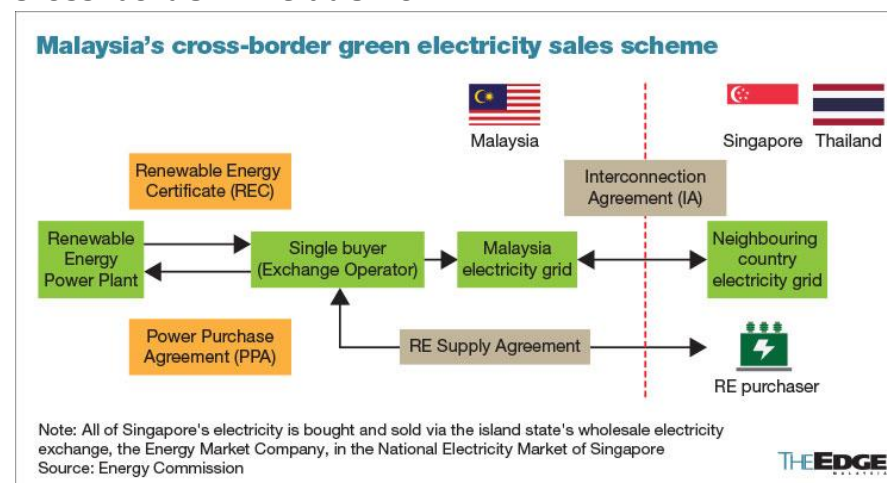 Malaysia's cross-border green electricity sales scheme
Malaysia
Singapore
Thailand
Renewable Energy
Certificate (REC)
Interconnection
Agreement (IA)
Renewable
Energy
Power Plant
Single buyer
(Exchange Operator)
Malaysia
electricity grid
Neighbouring
country
electricity grid
Power Purchase
Agreement (PPA)
RE Supply Agreement
RE purchaser
Note: All of Singapore's electricity is bought and sold via the island state's wholesale electricity
exchange, the Energy Market Company, in the National Electricity Market of Singapore
Source: Energy Commission
THEEDGE
MALAYSIA